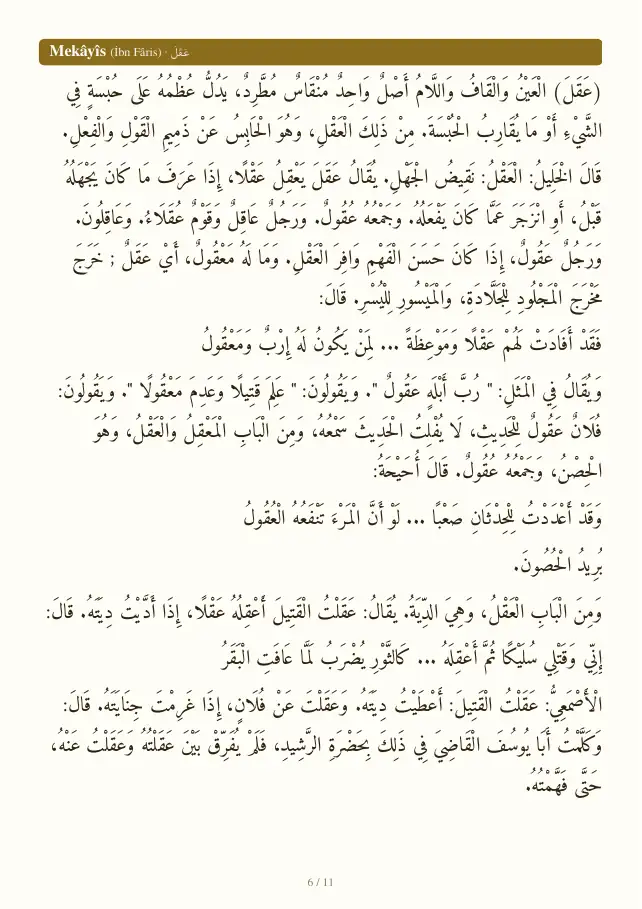 Mekâyîs (İbn Fâris) · عَقَلَ
(عَقَلَ) الْعَيْنُ وَالْقَافُ وَاللَّامُ أَصْلٌ وَاحِدٌ مُنْقَاسٌ مُطَّرِدٌ، يَدُلُّ عُظْمُهُ عَلَى حُبْسَةٍ فِي
الشَّيْءِ أَوْ مَا يُقَارِبُ الْحُبْسَةَ. مِنْ ذَلِكَ الْعَقْلِ، وَهُوَ الْحَابِسُ عَنْ ذَمِيمِ الْقَوْلِ وَالْفِعْلِ.
قَالَ الْخَلِيلُ: الْعَقْلُ: نَقِيضُ الْجَهْلِ. يُقَالُ عَقَلَ يَعْقِلُ عَقْلًا، إِذَا عَرَفَ مَا كَانَ يَجْهَلُهُ
قَبْلُ، أَوِ انْزَجَرَ عَمَّا كَانَ يَفْعَلُهُ. وَجَمْعُهُ عُقُولٌ. وَرَجُلٌ عَاقِلٌ وَقَوْمٌ عُقَلَاءُ. وَعَاقِلُونَ.
وَرَجُلٌ عَقُولٌ، إِذَا كَانَ حَسَنَ الْفَهْمِ وَافِرَ الْعَقْلِ. وَمَا لَهُ مَعْقُولٌ، أَيْ عَقَلٌ ; خَرَجَ
مَخْرَجَ الْمَجْلُودِ لِلْجَلَادَةِ، وَالْمَيْسُورِ لِلْيُسْرِ. قَالَ:
فَقَدْ أَفَادَتْ لَهُمْ عَقْلًا وَمَوْعِظَةً ... لِمَنْ يَكُونُ لَهُ إِرْبٌ وَمَعْقُولُ
وَيُقَالُ فِي الْمَثَلِ: " رُبَّ أَبْلَهٍ عَقُولٌ ". وَيَقُولُونَ: " عَلِمَ قَتِيلًا وَعَدِمَ مَعْقُولًا ". وَيَقُولُونَ:
فُلَانٌ عَقُولٌ لِلْحَدِيثِ، لَا يُفْلِتُ الْحَدِيثَ سَمْعُهُ، وَمِنَ الْبَابِ الْمَعْقِلُ وَالْعَقْلُ، وَهُوَ
الْحِصْنُ، وَجَمْعُهُ عُقُولٌ. قَالَ أُحَيْحَةُ:
وَقَدْ أَعْدَدْتُ لِلْحِدْثَانِ صَعْبًا ... لَوْ أَنَّ الْمَرْءَ تَنْفَعُهُ الْعُقُولُ
يُرِيدُ الْحُصُونَ.
وَمِنَ الْبَابِ الْعَقْلُ، وَهِيَ الدِّيَةُ. يُقَالُ: عَقَلْتُ الْقَتِيلَ أَعْقِلُهُ عَقْلًا، إِذَا أَدَّيْتُ دِيَتَهُ. قَالَ:
إِنِّي وَقَتْلِي سُلَيْكًا ثُمَّ أَعْقِلَهُ ... كَالثَّوْرِ يُضْرَبُ لَمَّا عَافَتِ الْبَقَرُ
الْأَصْمَعِيُّ: عَقَلْتُ الْقَتِيلَ: أَعْطَيْتُ دِيَتَهُ. وَعَقَلْتَ عَنْ فُلَانٍ، إِذَا غَرِمْتَ جِنَايَتَهُ. قَالَ:
وَكَلَّمْتُ أَبَا يُوسُفَ الْقَاضِيَ فِي ذَلِكَ بِحَضْرَةِ الرَّشِيدِ، فَلَمْ يُفَرِّقْ بَيْنَ عَقَلْتُهُ وَعَقَلْتُ عَنْهُ،
حَتَّى فَهَّمْتُهُ.
6 / 11